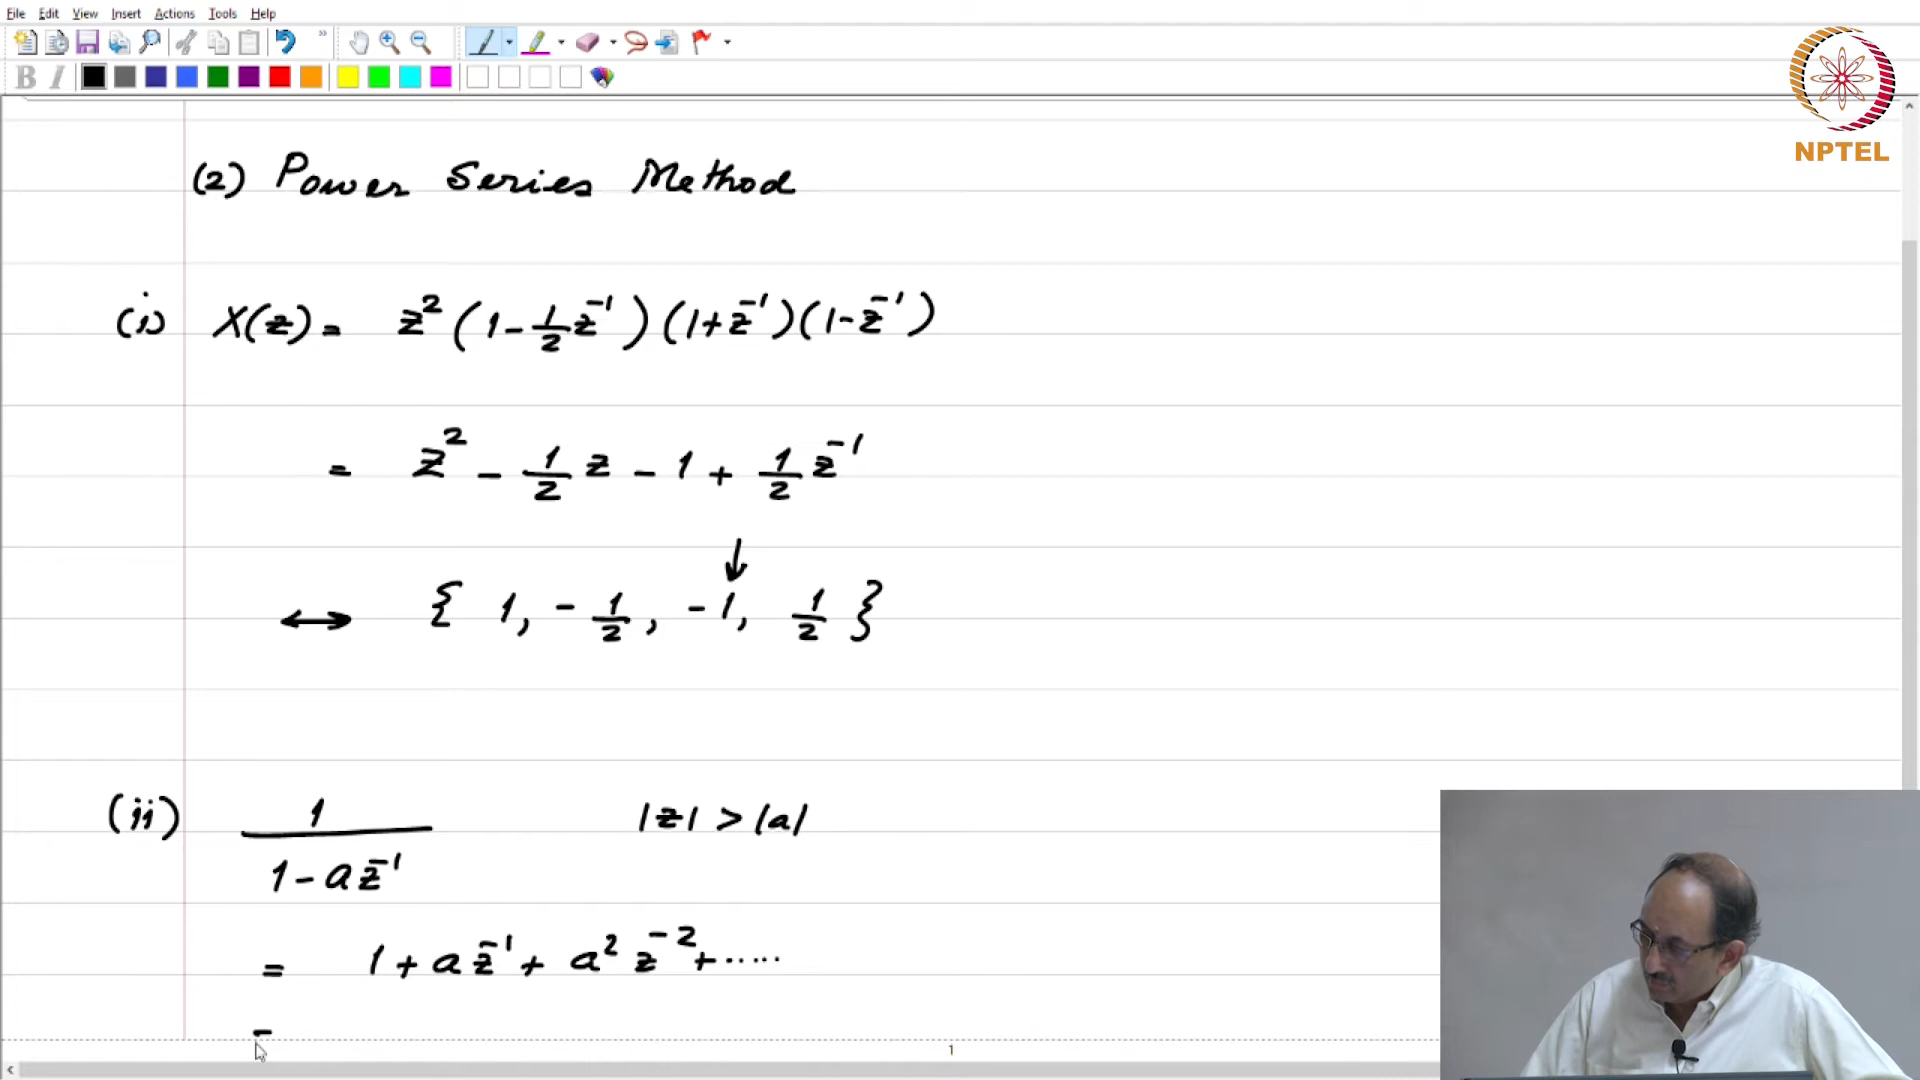 File Edit View Insert Actions Tools Help
B I
NPTEL
(2) Power Series Method
(i) X(z) = z² (1 - 1/2 z⁻¹) (1 + z⁻¹) (1 - z⁻¹)
= z² - 1/2 z - 1 + 1/2 z⁻¹
↓
↔ { 1, - 1/2, - 1, 1/2 }
(ii) 1 / (1 - a z⁻¹) |z| > |a|
= 1 + a z⁻¹ + a² z⁻² + .....
1